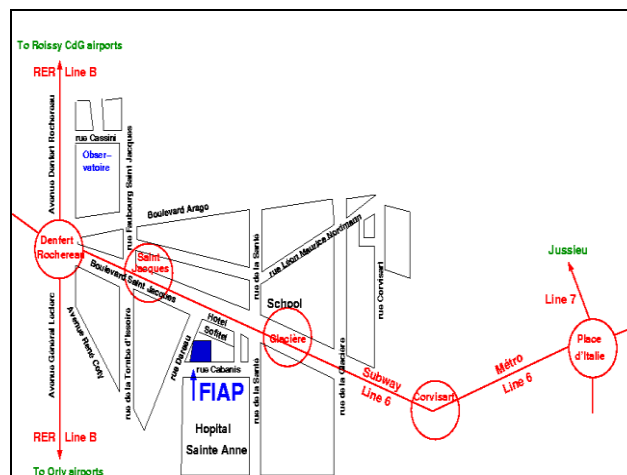 To Roissy CdG airports
RER Line B
Avenue Denfert Rochereau
rue Cassini
Obser-
vatoire
rue Faubourg Saint Jacques
Boulevard Arago
rue de la Sante
rue Léon Maurice Nordmann
rue Corvisart
Denfert
Rochereau
Saint
Jacques
Boulevard Saint Jacques
Jussieu
Line 7
School
Hotel
Sofitel
Glacière
Place
d'Italie
Avenue Général Leclerc
Avenue René Coty
rue de la Tombe d'Issoire
rue Dareau
rue Cabanis
FIAP
rue de la Sante
rue de la Glaciere
Subway
Line 6
Métro
Line 6
Corvisart
Hopital
Sainte Anne
RER Line B
To Orly airports